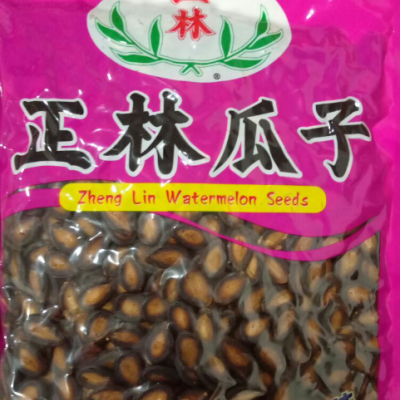 林
®
正林瓜子
Zheng Lin Watermelon Seeds